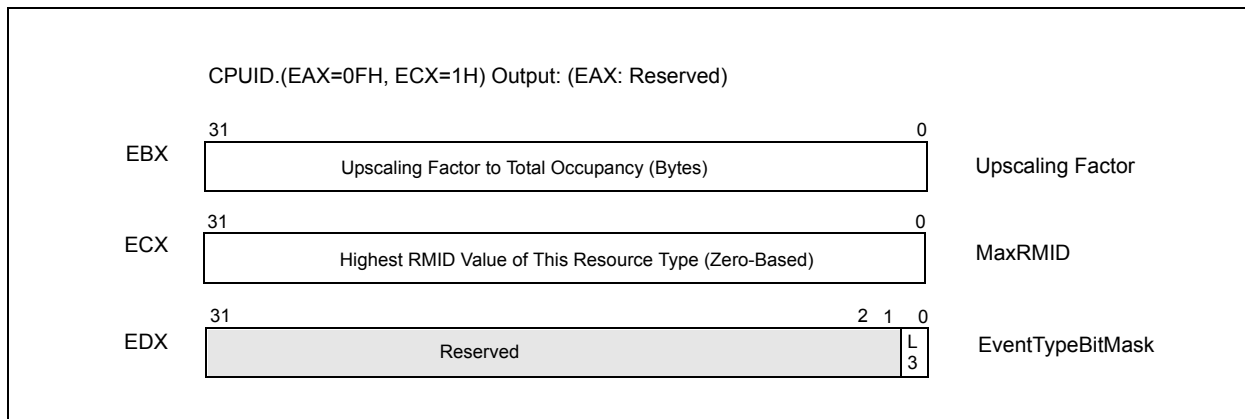 CPUID.(EAX=0FH, ECX=1H) Output: (EAX: Reserved)
31 0
EBX Upscaling Factor to Total Occupancy (Bytes) Upscaling Factor
31 0
ECX Highest RMID Value of This Resource Type (Zero-Based) MaxRMID
31 2 1 0
EDX Reserved L3 EventTypeBitMask